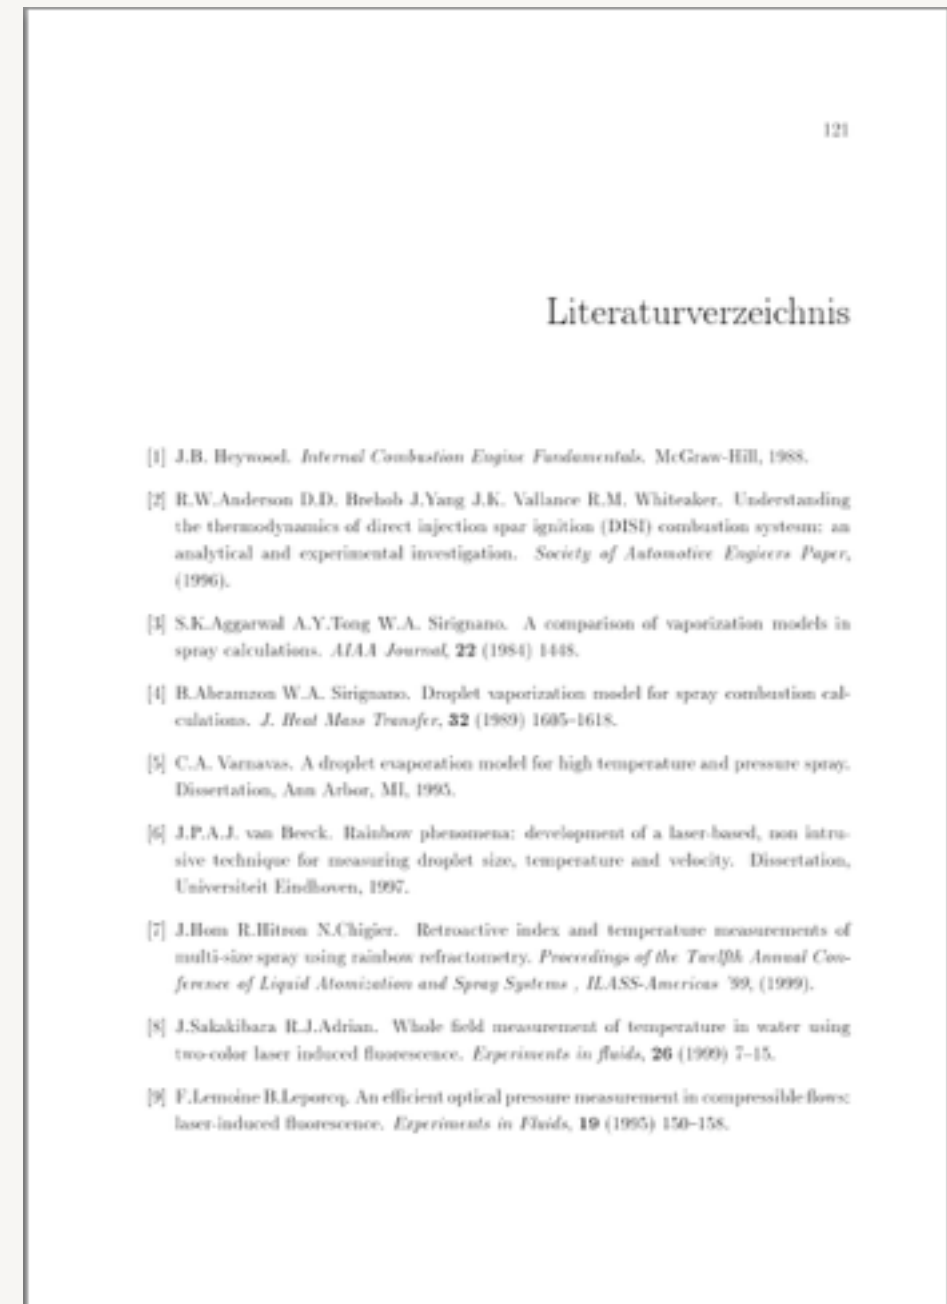 121
Literaturverzeichnis
[1] J.B. Heywood. Internal Combustion Engine Fundamentals. McGraw-Hill, 1988.
[2] R.W.Anderson D.D. Brehob J.Yang J.K. Vallance R.M. Whiteaker. Understanding
the thermodynamics of direct injection spar ignition (DISI) combustion systesm: an
analytical and experimental investigation. Society of Automotive Engieers Paper,
(1996).
[3] S.K.Aggarwal A.Y.Tong W.A. Sirignano. A comparison of vaporization models in
spray calculations. AIAA Journal, 22 (1984) 1448.
[4] B.Abramzon W.A. Sirignano. Droplet vaporization model for spray combustion cal-
culations. J. Heat Mass Transfer, 32 (1989) 1605–1618.
[5] C.A. Varnavas. A droplet evaporation model for high temperature and pressure spray.
Dissertation, Ann Arbor, MI, 1995.
[6] J.P.A.J. van Beeck. Rainbow phenomena: development of a laser-based, non intru-
sive technique for measuring droplet size, temperature and velocity. Dissertation,
Universiteit Eindhoven, 1997.
[7] J.Hom R.Hitron N.Chigier. Retroactive index and temperature measurements of
multi-size spray using rainbow refractometry. Proceedings of the Twelfth Annual Con-
ference of Liquid Atomization and Spray Systems , ILASS-Americas '99, (1999).
[8] J.Sakakibara R.J.Adrian. Whole field measurement of temperature in water using
two-color laser induced fluorescence. Experiments in fluids, 26 (1999) 7–15.
[9] F.Lemoine B.Leporcq. An efficient optical pressure measurement in compressible flows:
laser-induced fluorescence. Experiments in Fluids, 19 (1995) 150–158.